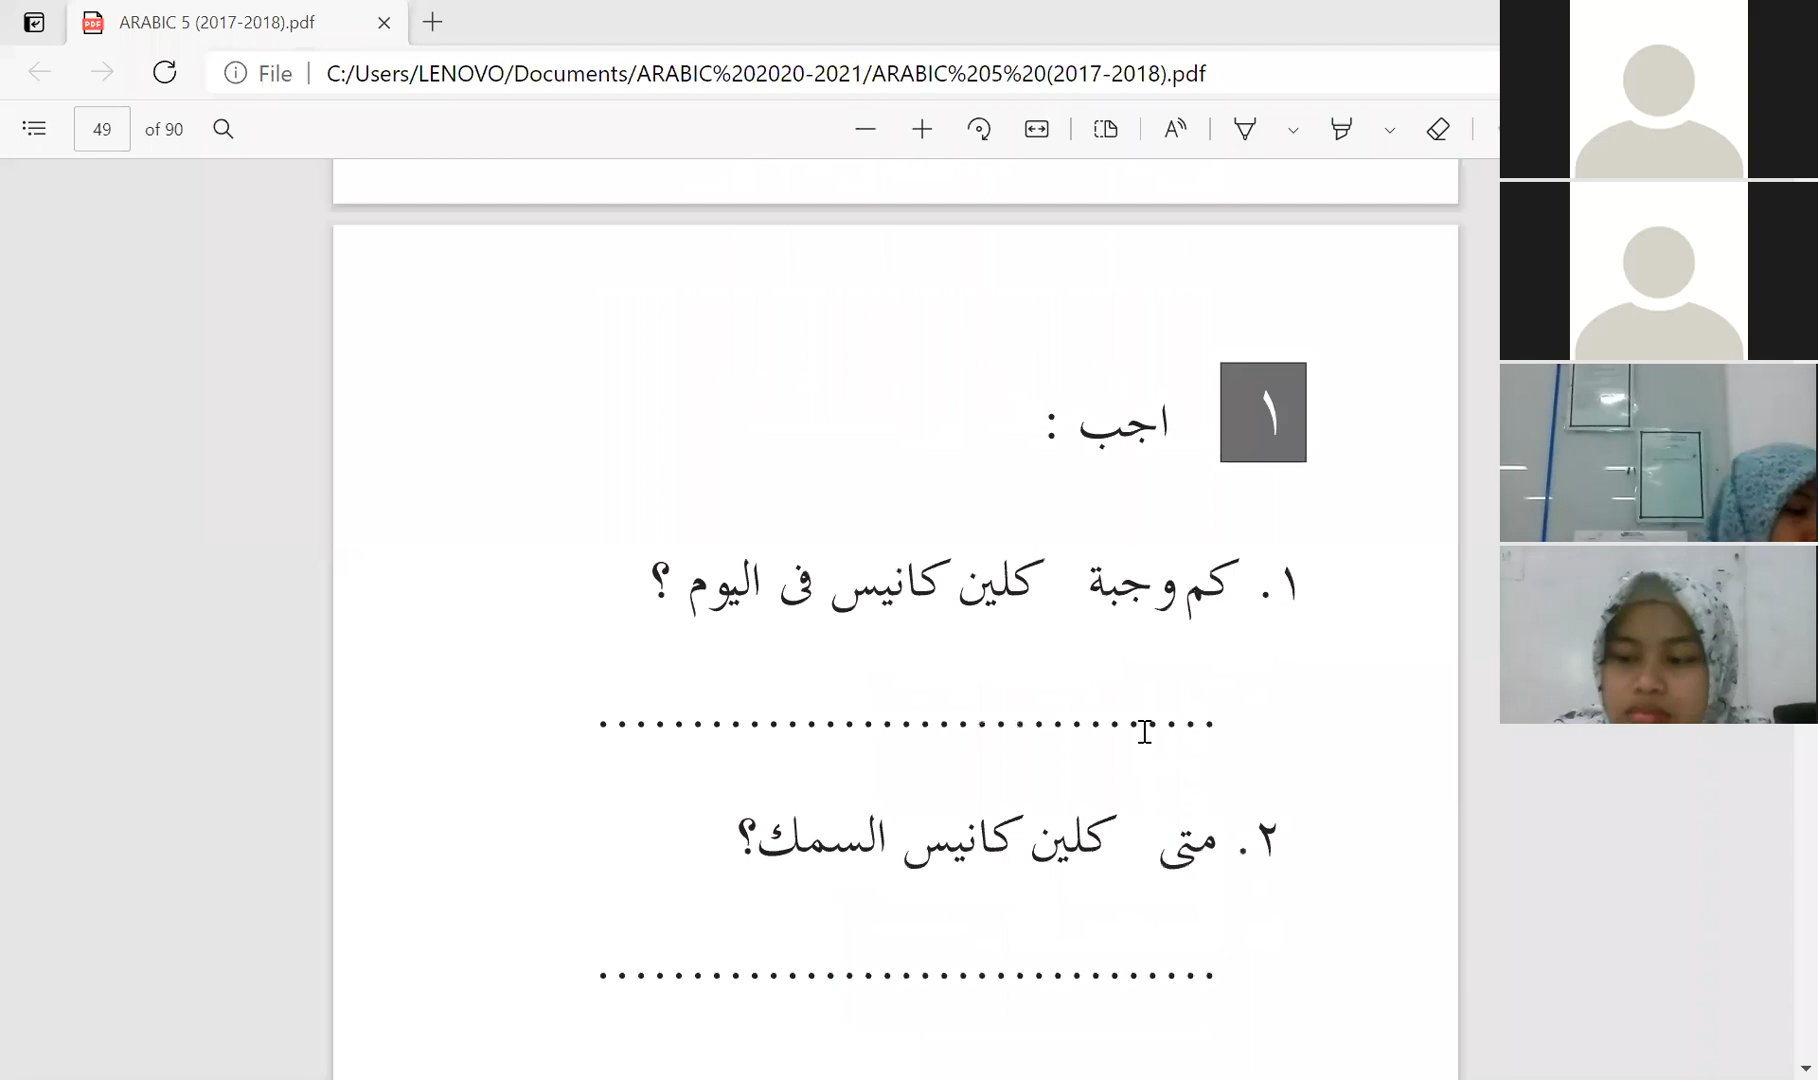 ARABIC 5 (2017-2018).pdf
File
C:/Users/LENOVO/Documents/ARABIC%202020-2021/ARABIC%205%20(2017-2018).pdf
49 of 90
١ اجب :
١. كم وجبة كلين كانيس فى اليوم ؟
................................
٢. متى كلين كانيس السمك؟
................................